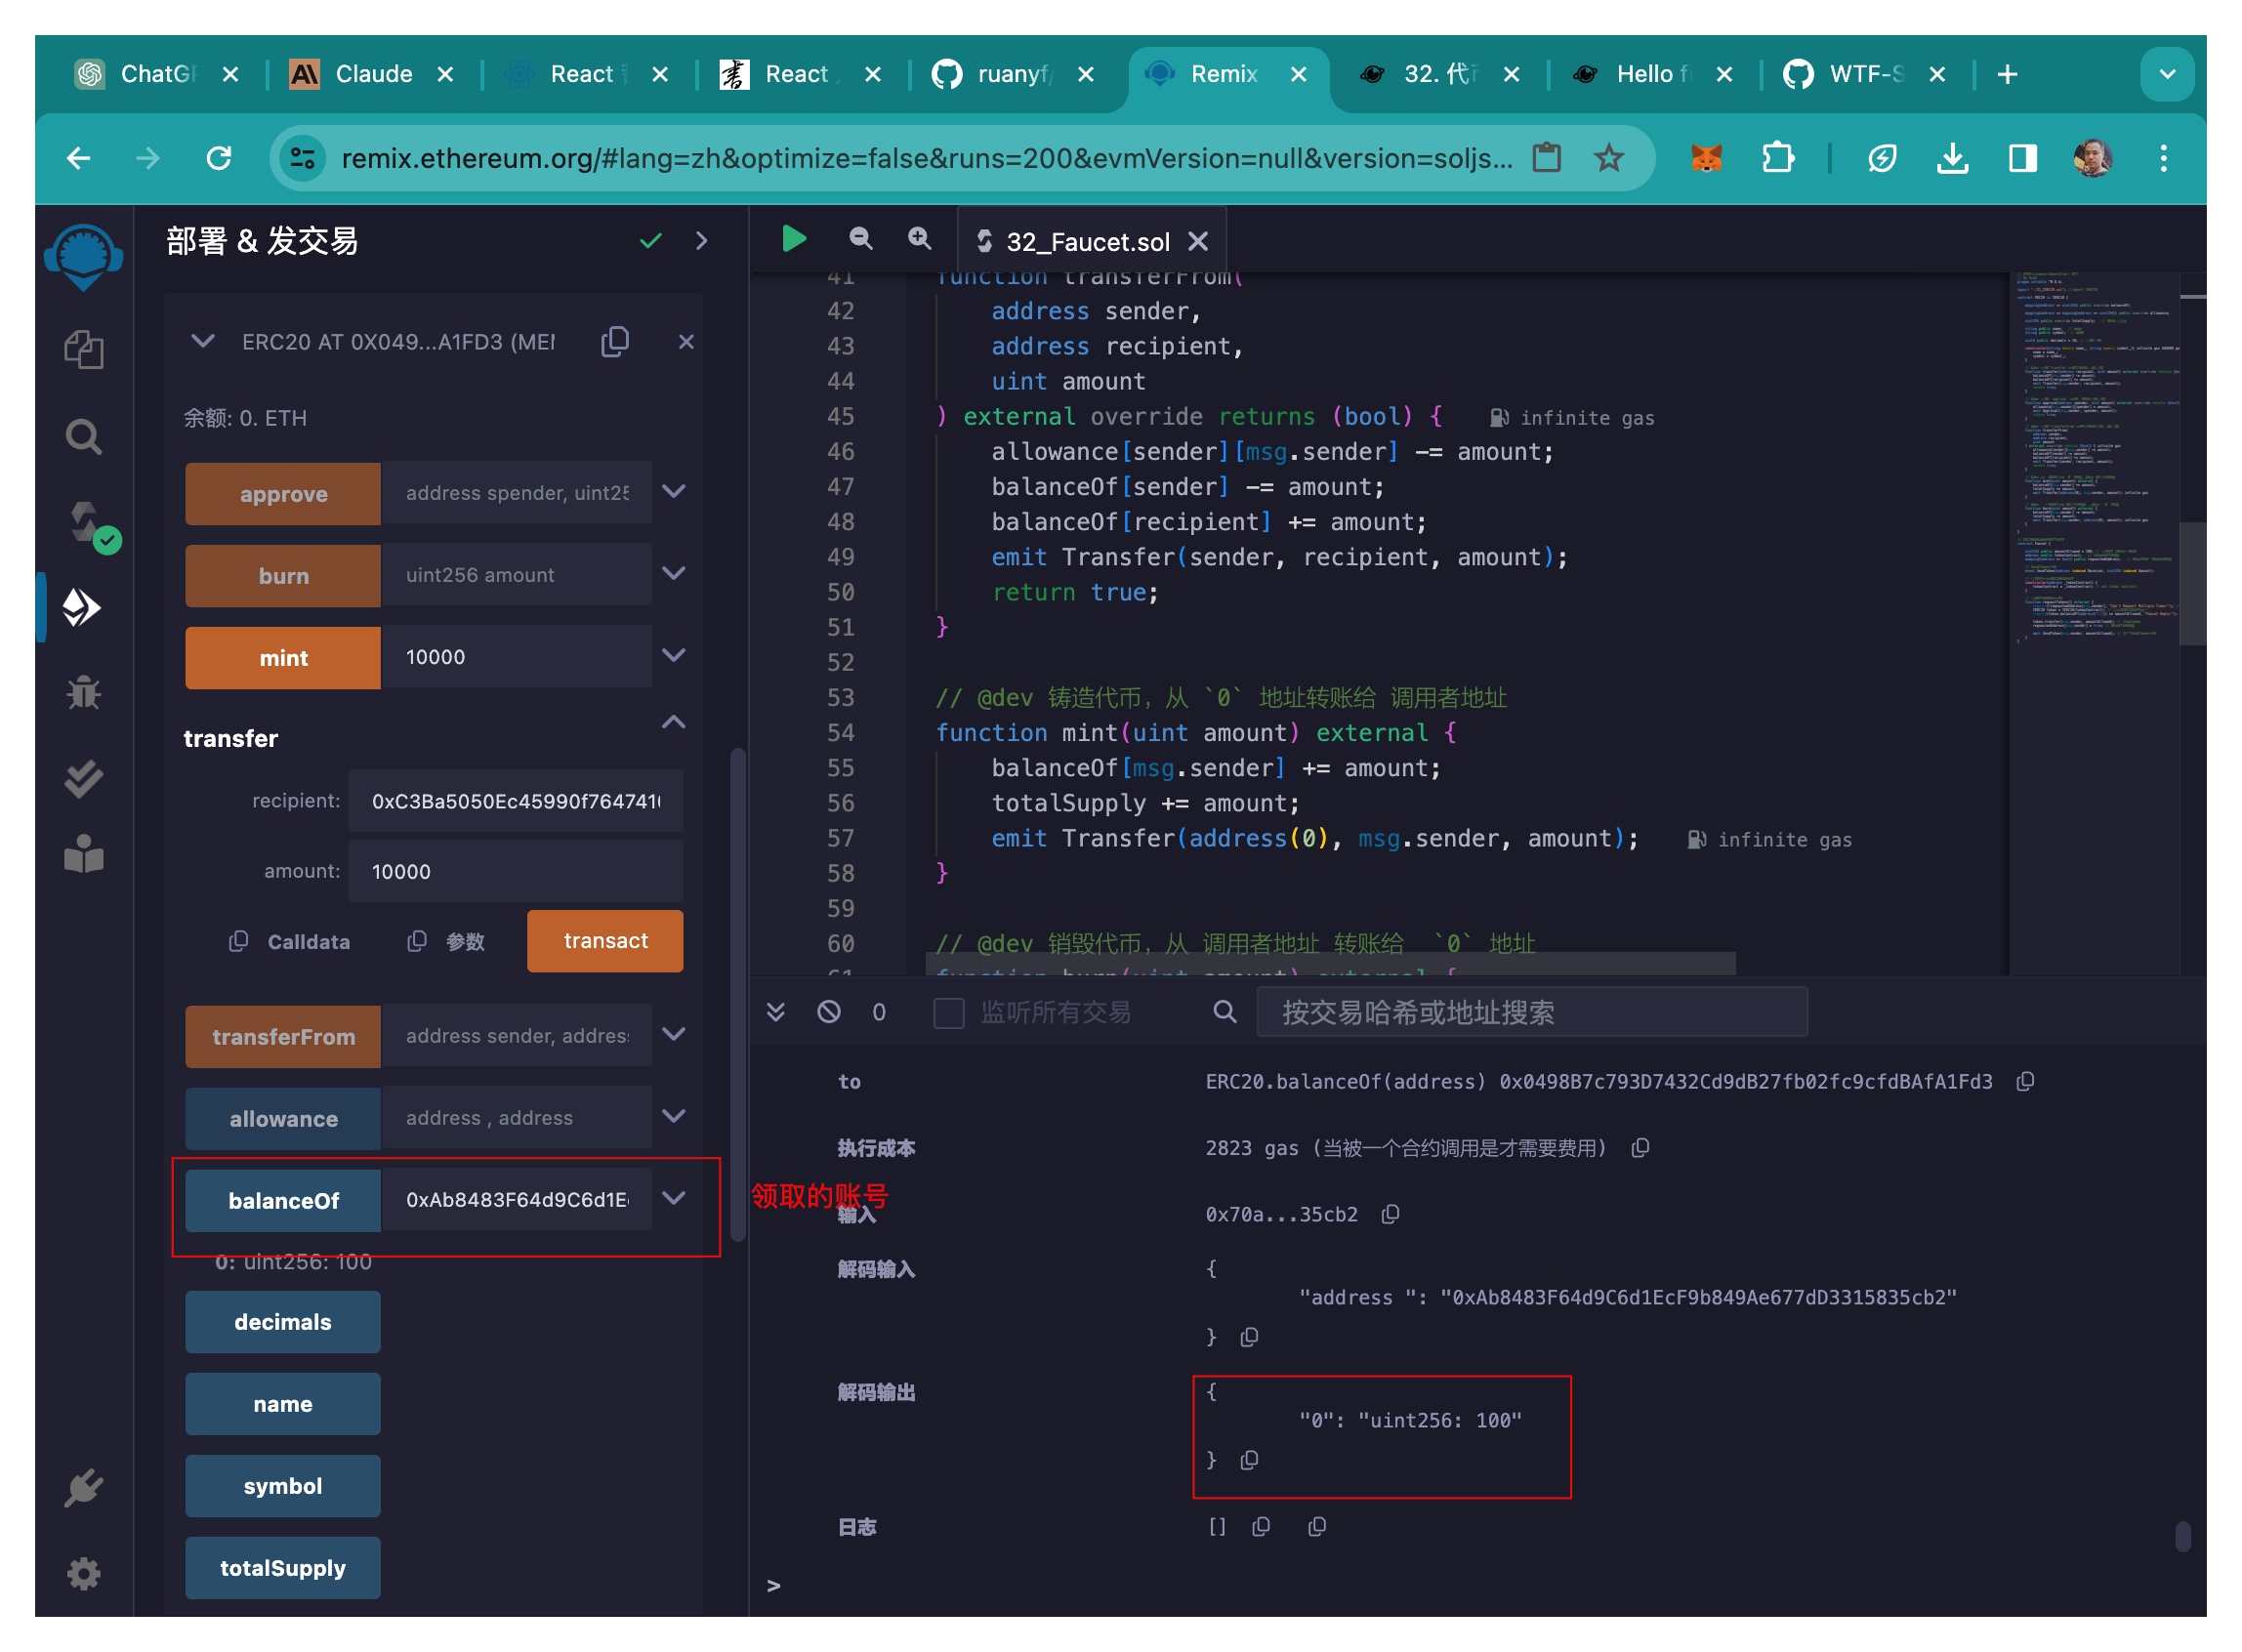 ChatG
Claude
React
React
ruanyf/
Remix
32. 代
Hello f
WTF-S
remix.ethereum.org/#lang=zh&optimize=false&runs=200&evmVersion=null&version=soljs...
部署 & 发交易
ERC20 AT 0X049...A1FD3 (MEM
余额: 0. ETH
approve
address spender, uint25
burn
uint256 amount
mint
10000
transfer
recipient:
0xC3Ba5050Ec45990f7647410
amount:
10000
Calldata
参数
transact
transferFrom
address sender, addres
allowance
address , address
balanceOf
0xAb8483F64d9C6d1E
领取的账号
0: uint256: 100
decimals
name
symbol
totalSupply
32_Faucet.sol
41 function transferFrom(
42 address sender,
43 address recipient,
44 uint amount
45 ) external override returns (bool) { infinite gas
46 allowance[sender][msg.sender] -= amount;
47 balanceOf[sender] -= amount;
48 balanceOf[recipient] += amount;
49 emit Transfer(sender, recipient, amount);
50 return true;
51 }
52
53 // @dev 铸造代币，从 `0` 地址转账给 调用者地址
54 function mint(uint amount) external {
55 balanceOf[msg.sender] += amount;
56 totalSupply += amount;
57 emit Transfer(address(0), msg.sender, amount); infinite gas
58 }
59
60 // @dev 销毁代币，从 调用者地址 转账给 `0` 地址
61 function burn(uint amount) external {
0
监听所有交易
按交易哈希或地址搜索
to
ERC20.balanceOf(address) 0x0498B7c793D7432Cd9dB27fb02fc9cfdBAfA1Fd3
执行成本
2823 gas (当被一个合约调用是才需要费用)
输入
0x70a...35cb2
解码输入
{
"address ": "0xAb8483F64d9C6d1EcF9b849Ae677dD3315835cb2"
}
解码输出
{
"0": "uint256: 100"
}
日志
[]
>